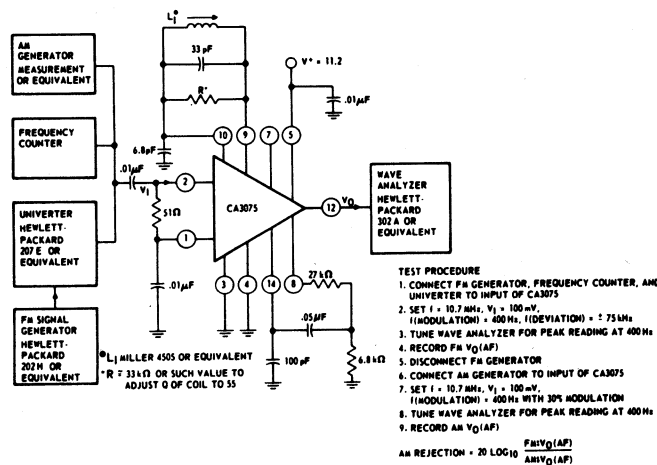 L₁*
33 pF
R*
V⁺ = 11.2
.01µF
AM
GENERATOR
MEASUREMENT
OR EQUIVALENT
FREQUENCY
COUNTER
UNIVERTER
HEWLETT-
PACKARD
207 E OR
EQUIVALENT
FM SIGNAL
GENERATOR
HEWLETT-
PACKARD
202 H OR
EQUIVALENT
6.8pF
.01µF
V₁
51Ω
.01µF
10
9
7
5
2
1
CA3075
12
V₀
3
4
14
8
27 kΩ
.05µF
100 pF
6.8 kΩ
WAVE
ANALYZER
HEWLETT-
PACKARD
302 A OR
EQUIVALENT
L₁ MILLER 4505 OR EQUIVALENT
*R = 33 kΩ OR SUCH VALUE TO
ADJUST Q OF COIL TO 55
TEST PROCEDURE
1. CONNECT FM GENERATOR, FREQUENCY COUNTER, AND
UNIVERTER TO INPUT OF CA3075
2. SET f = 10.7 MHz, V₁ = 100 mV,
f(MODULATION) = 400 Hz, f(DEVIATION) = ± 75 kHz
3. TUNE WAVE ANALYZER FOR PEAK READING AT 400 Hz
4. RECORD FM V₀(AF)
5. DISCONNECT FM GENERATOR
6. CONNECT AM GENERATOR TO INPUT OF CA3075
7. SET f = 10.7 MHz, V₁ = 100 mV,
f(MODULATION) = 400 Hz WITH 30% MODULATION
8. TUNE WAVE ANALYZER FOR PEAK READING AT 400 Hz
9. RECORD AM V₀(AF)
AM REJECTION = 20 LOG₁₀ FM:V₀(AF)
AM:V₀(AF)